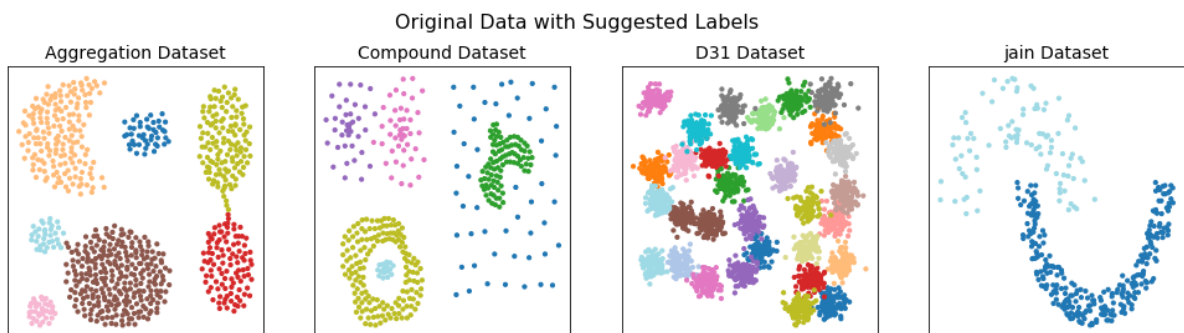 Original Data with Suggested Labels
Aggregation Dataset
Compound Dataset
D31 Dataset
jain Dataset